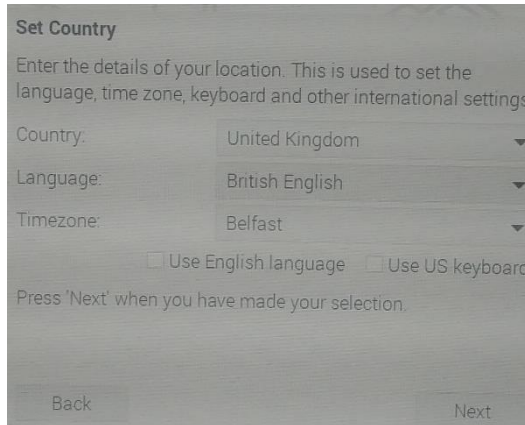 Set Country
Enter the details of your location. This is used to set the
language, time zone, keyboard and other international settings
Country: United Kingdom
Language: British English
Timezone: Belfast
Use English language Use US keyboard
Press 'Next' when you have made your selection.
Back Next